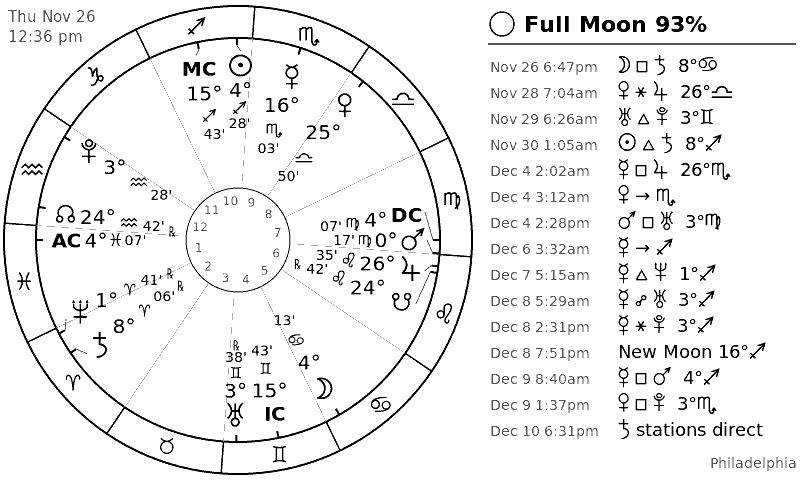 Thu Nov 26
12:36 pm
Full Moon 93%
Nov 26 6:47pm ☽ □ ♄ 8°♋
Nov 28 7:04am ♀ ⚹ ♃ 26°♎
Nov 29 6:26am ♅ △ ♇ 3°♊
Nov 30 1:05am ☉ △ ♄ 8°♐
Dec 4 2:02am ☿ □ ♃ 26°♏
Dec 4 3:12am ♀ → ♏
Dec 4 2:28pm ♂ □ ♅ 3°♍
Dec 6 3:32am ☿ → ♐
Dec 7 5:15am ☿ △ ♆ 1°♐
Dec 8 5:29am ☿ ☍ ♅ 3°♐
Dec 8 2:31pm ☿ ⚹ ♇ 3°♐
Dec 8 7:51pm New Moon 16°♐
Dec 9 8:40am ☿ □ ♂ 4°♐
Dec 9 1:37pm ♀ □ ♇ 3°♏
Dec 10 6:31pm ♄ stations direct
Philadelphia
♐
♏
♎
♍
♌
♋
♊
♉
♈
♓
♒
♑
MC 15° ♐ 43'
☉ 4° ♐ 28'
☿ 16° ♏ 03'
♀ 25° ♎ 50'
♇ 3° ♒ 28'
☊ 24° ♒ 42' ℞
AC 4° ♓ 07'
♆ 1° ♈ 41' ℞
♄ 8° ♈ 06' ℞
♅ 3° ♊ 38' ℞
IC 15° ♊ 43'
☽ 4° ♋ 13'
☋ 24° ♌ 42' ℞
♃ 26° ♌ 35'
♂ 0° ♍ 17'
DC 4° ♍ 07'
1
2
3
4
5
6
7
8
9
10
11
12